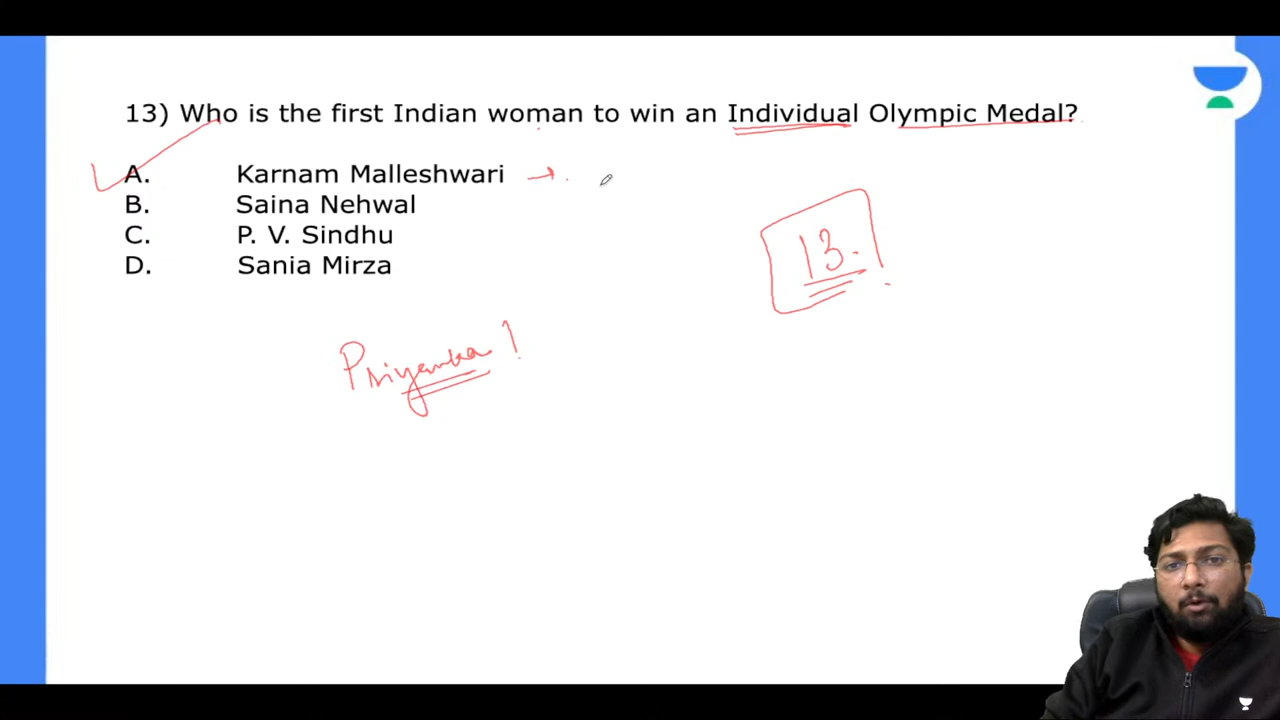 13) Who is the first Indian woman to win an Individual Olympic Medal?
A. Karnam Malleshwari
B. Saina Nehwal
C. P. V. Sindhu
D. Sania Mirza
13.
Priyanka !